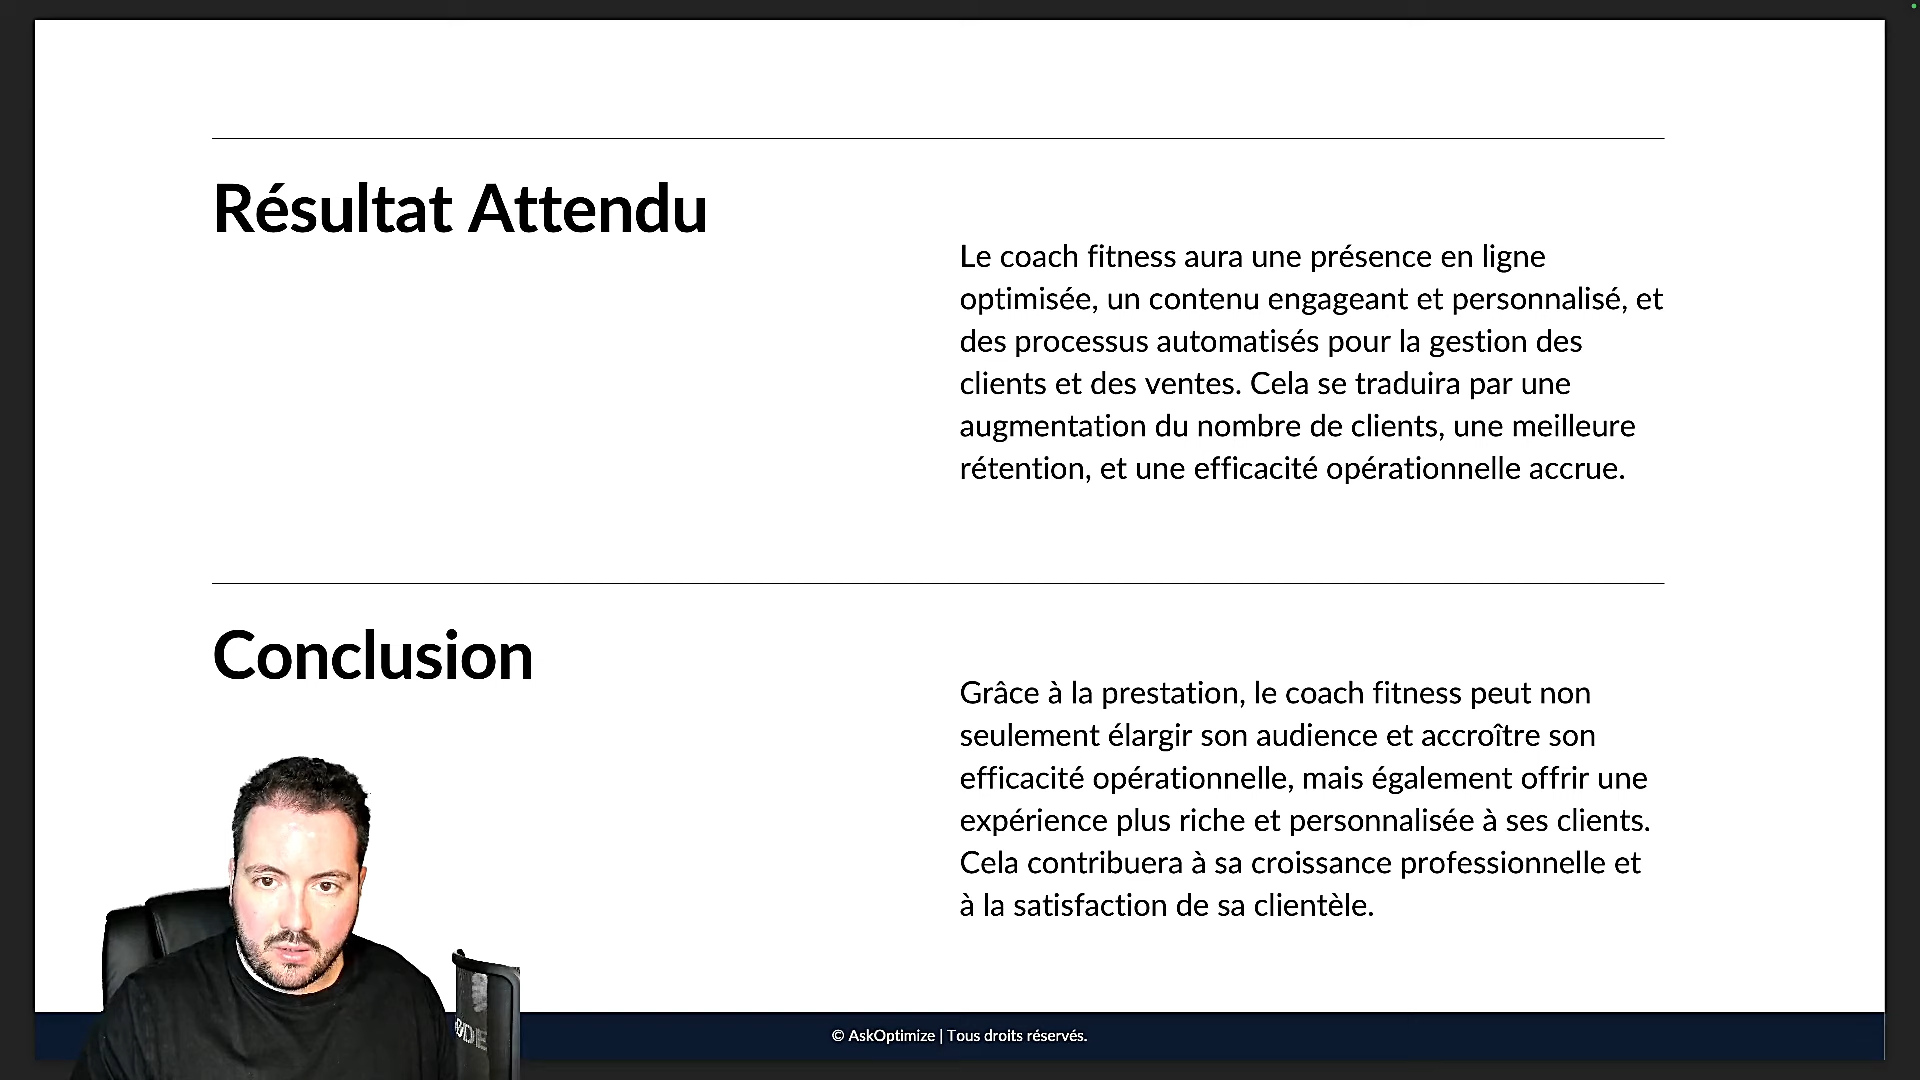 Résultat Attendu
Le coach fitness aura une présence en ligne
optimisée, un contenu engageant et personnalisé, et
des processus automatisés pour la gestion des
clients et des ventes. Cela se traduira par une
augmentation du nombre de clients, une meilleure
rétention, et une efficacité opérationnelle accrue.
Conclusion
Grâce à la prestation, le coach fitness peut non
seulement élargir son audience et accroître son
efficacité opérationnelle, mais également offrir une
expérience plus riche et personnalisée à ses clients.
Cela contribuera à sa croissance professionnelle et
à la satisfaction de sa clientèle.
© AskOptimize | Tous droits réservés.